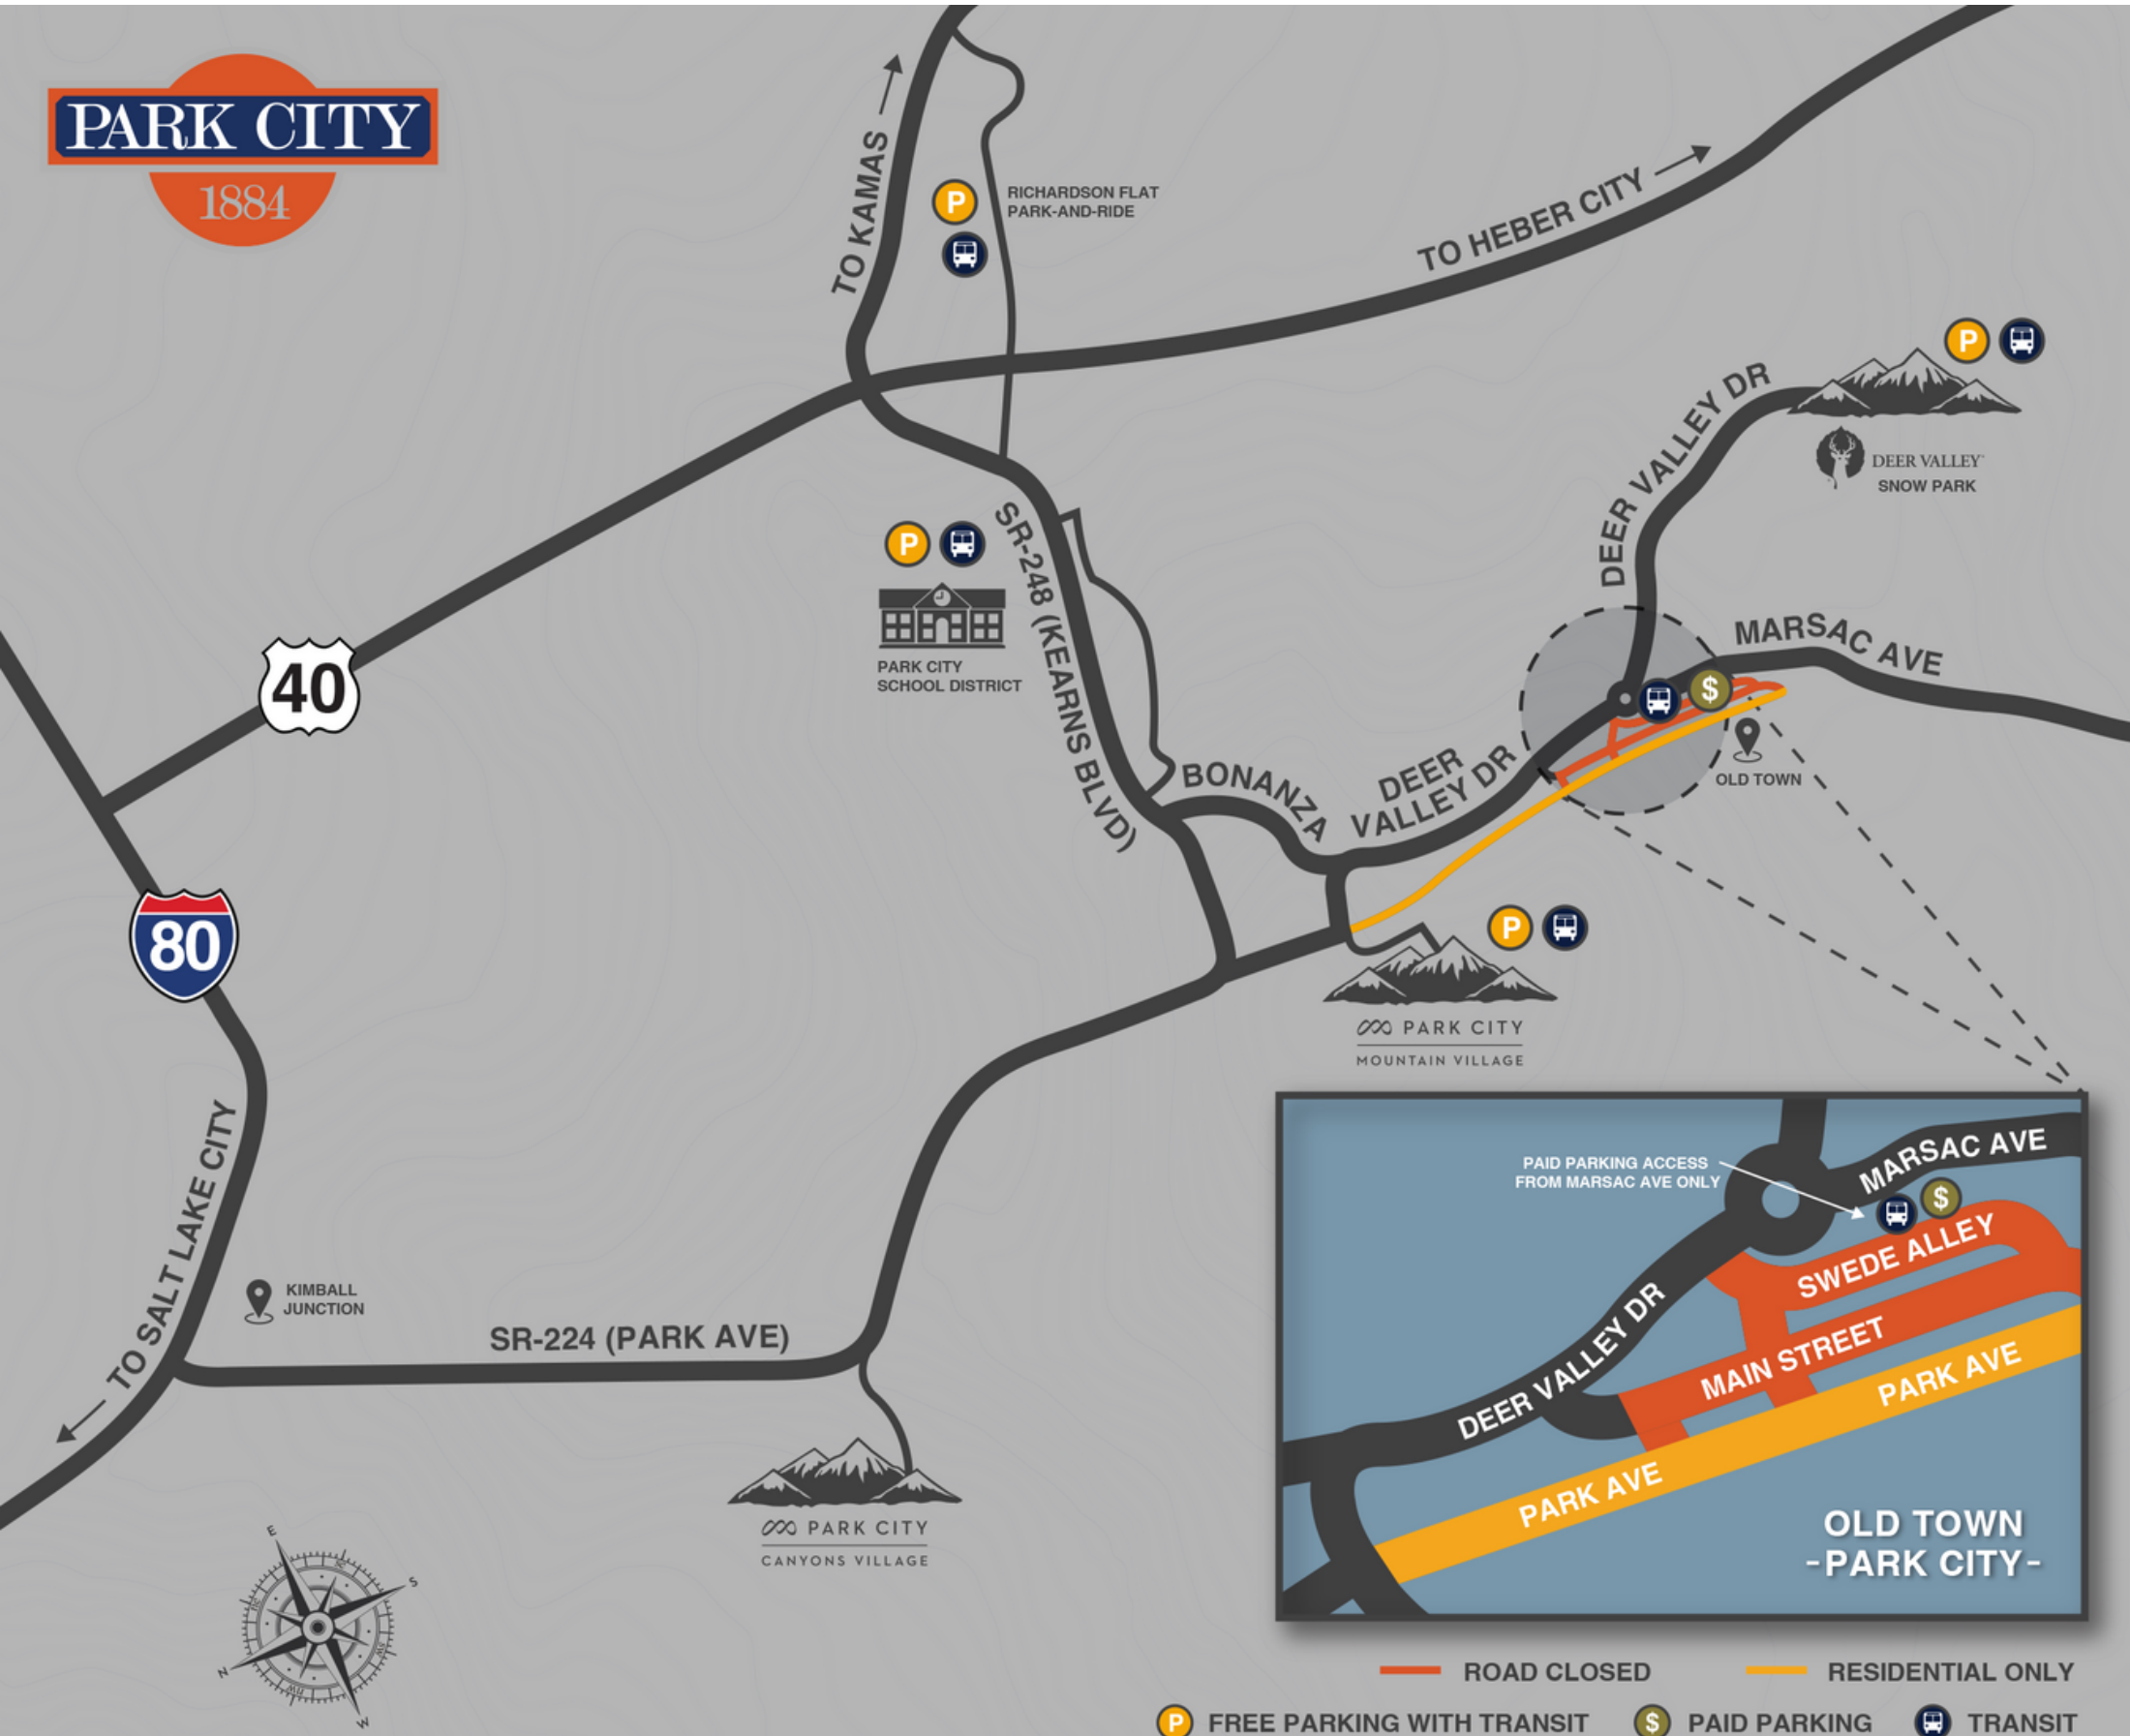 PARK CITY
1884
TO KAMAS
RICHARDSON FLAT
PARK-AND-RIDE
TO HEBER CITY
DEER VALLEY DR
DEER VALLEY
SNOW PARK
SR-248 (KEARNS BLVD)
PARK CITY
SCHOOL DISTRICT
40
MARSAC AVE
OLD TOWN
BONANZA
DEER
VALLEY DR
80
PARK CITY
MOUNTAIN VILLAGE
TO SALT LAKE CITY
KIMBALL
JUNCTION
SR-224 (PARK AVE)
PARK CITY
CANYONS VILLAGE
E
S
N
W
PAID PARKING ACCESS
FROM MARSAC AVE ONLY
MARSAC AVE
SWEDE ALLEY
DEER VALLEY DR
MAIN STREET
PARK AVE
PARK AVE
OLD TOWN
-PARK CITY-
ROAD CLOSED
RESIDENTIAL ONLY
P FREE PARKING WITH TRANSIT
$ PAID PARKING
TRANSIT